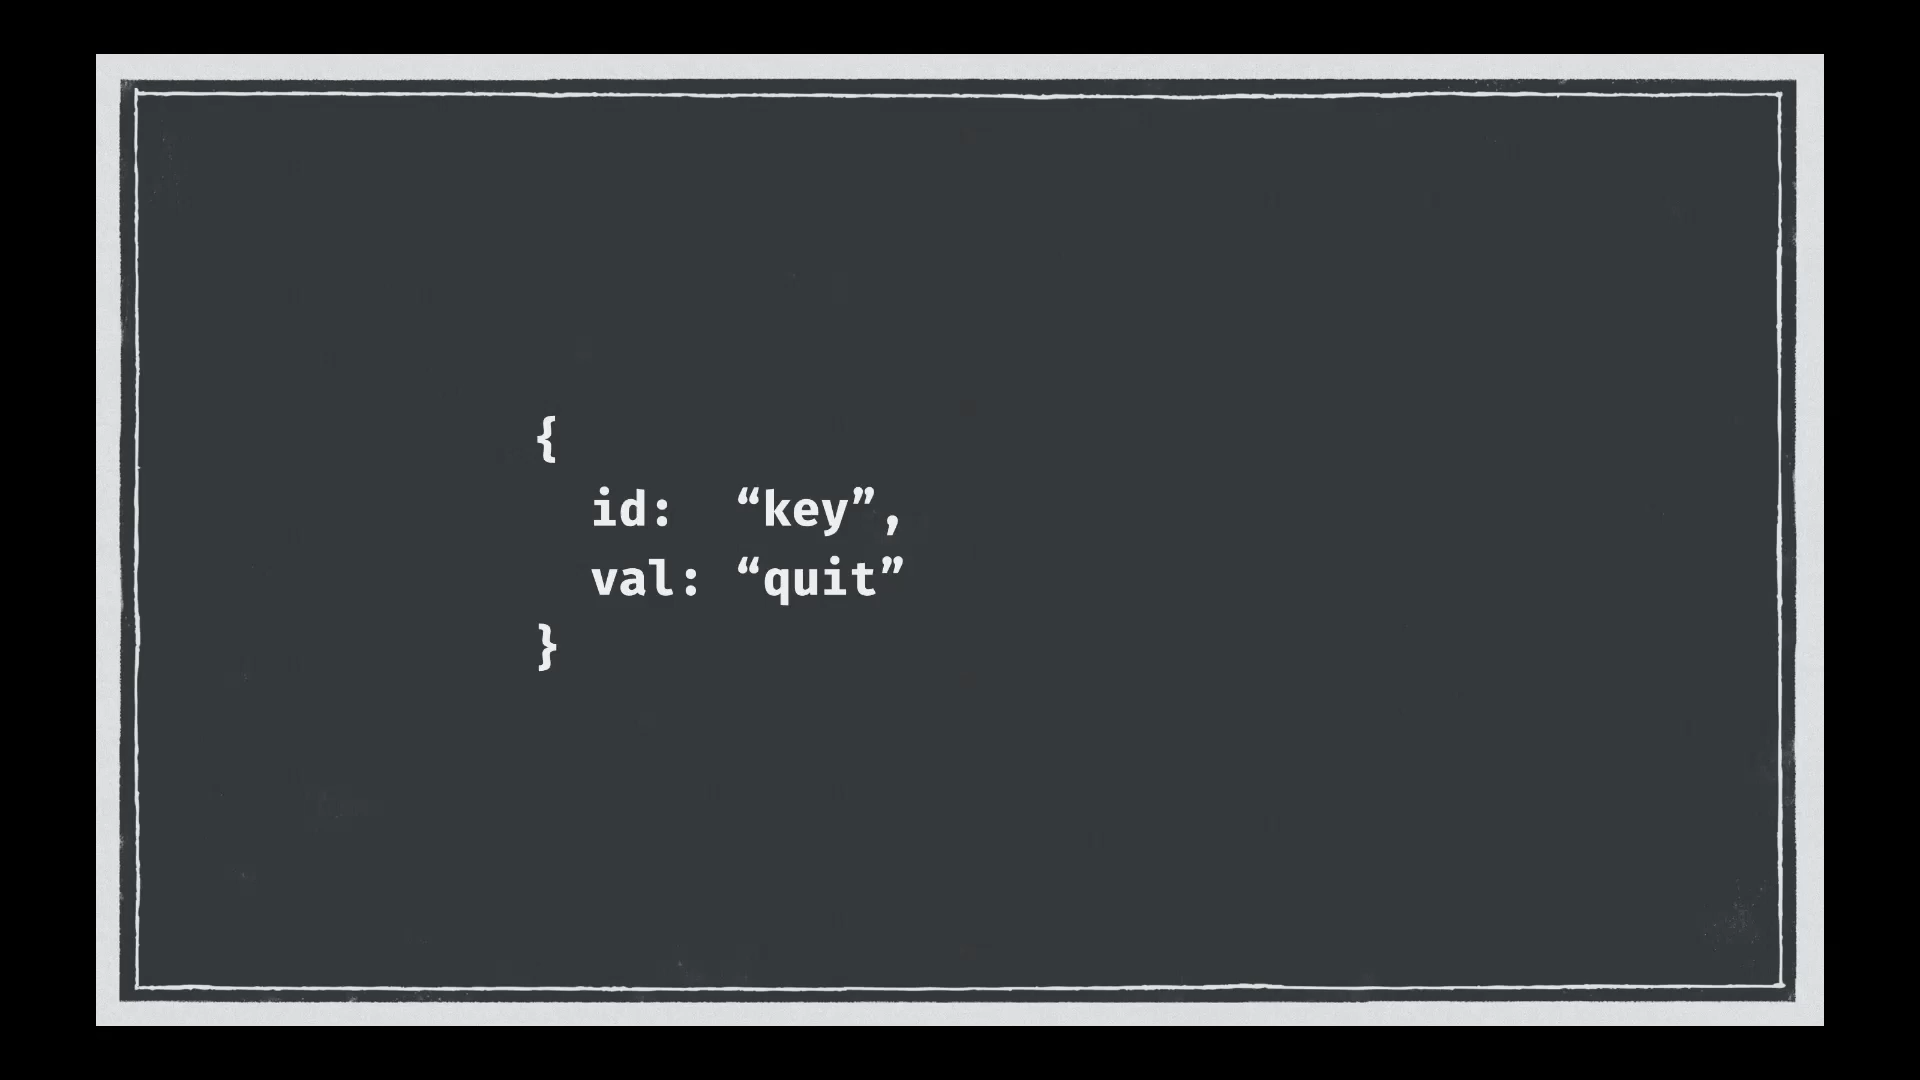 {
id: “key”,
val: “quit”
}